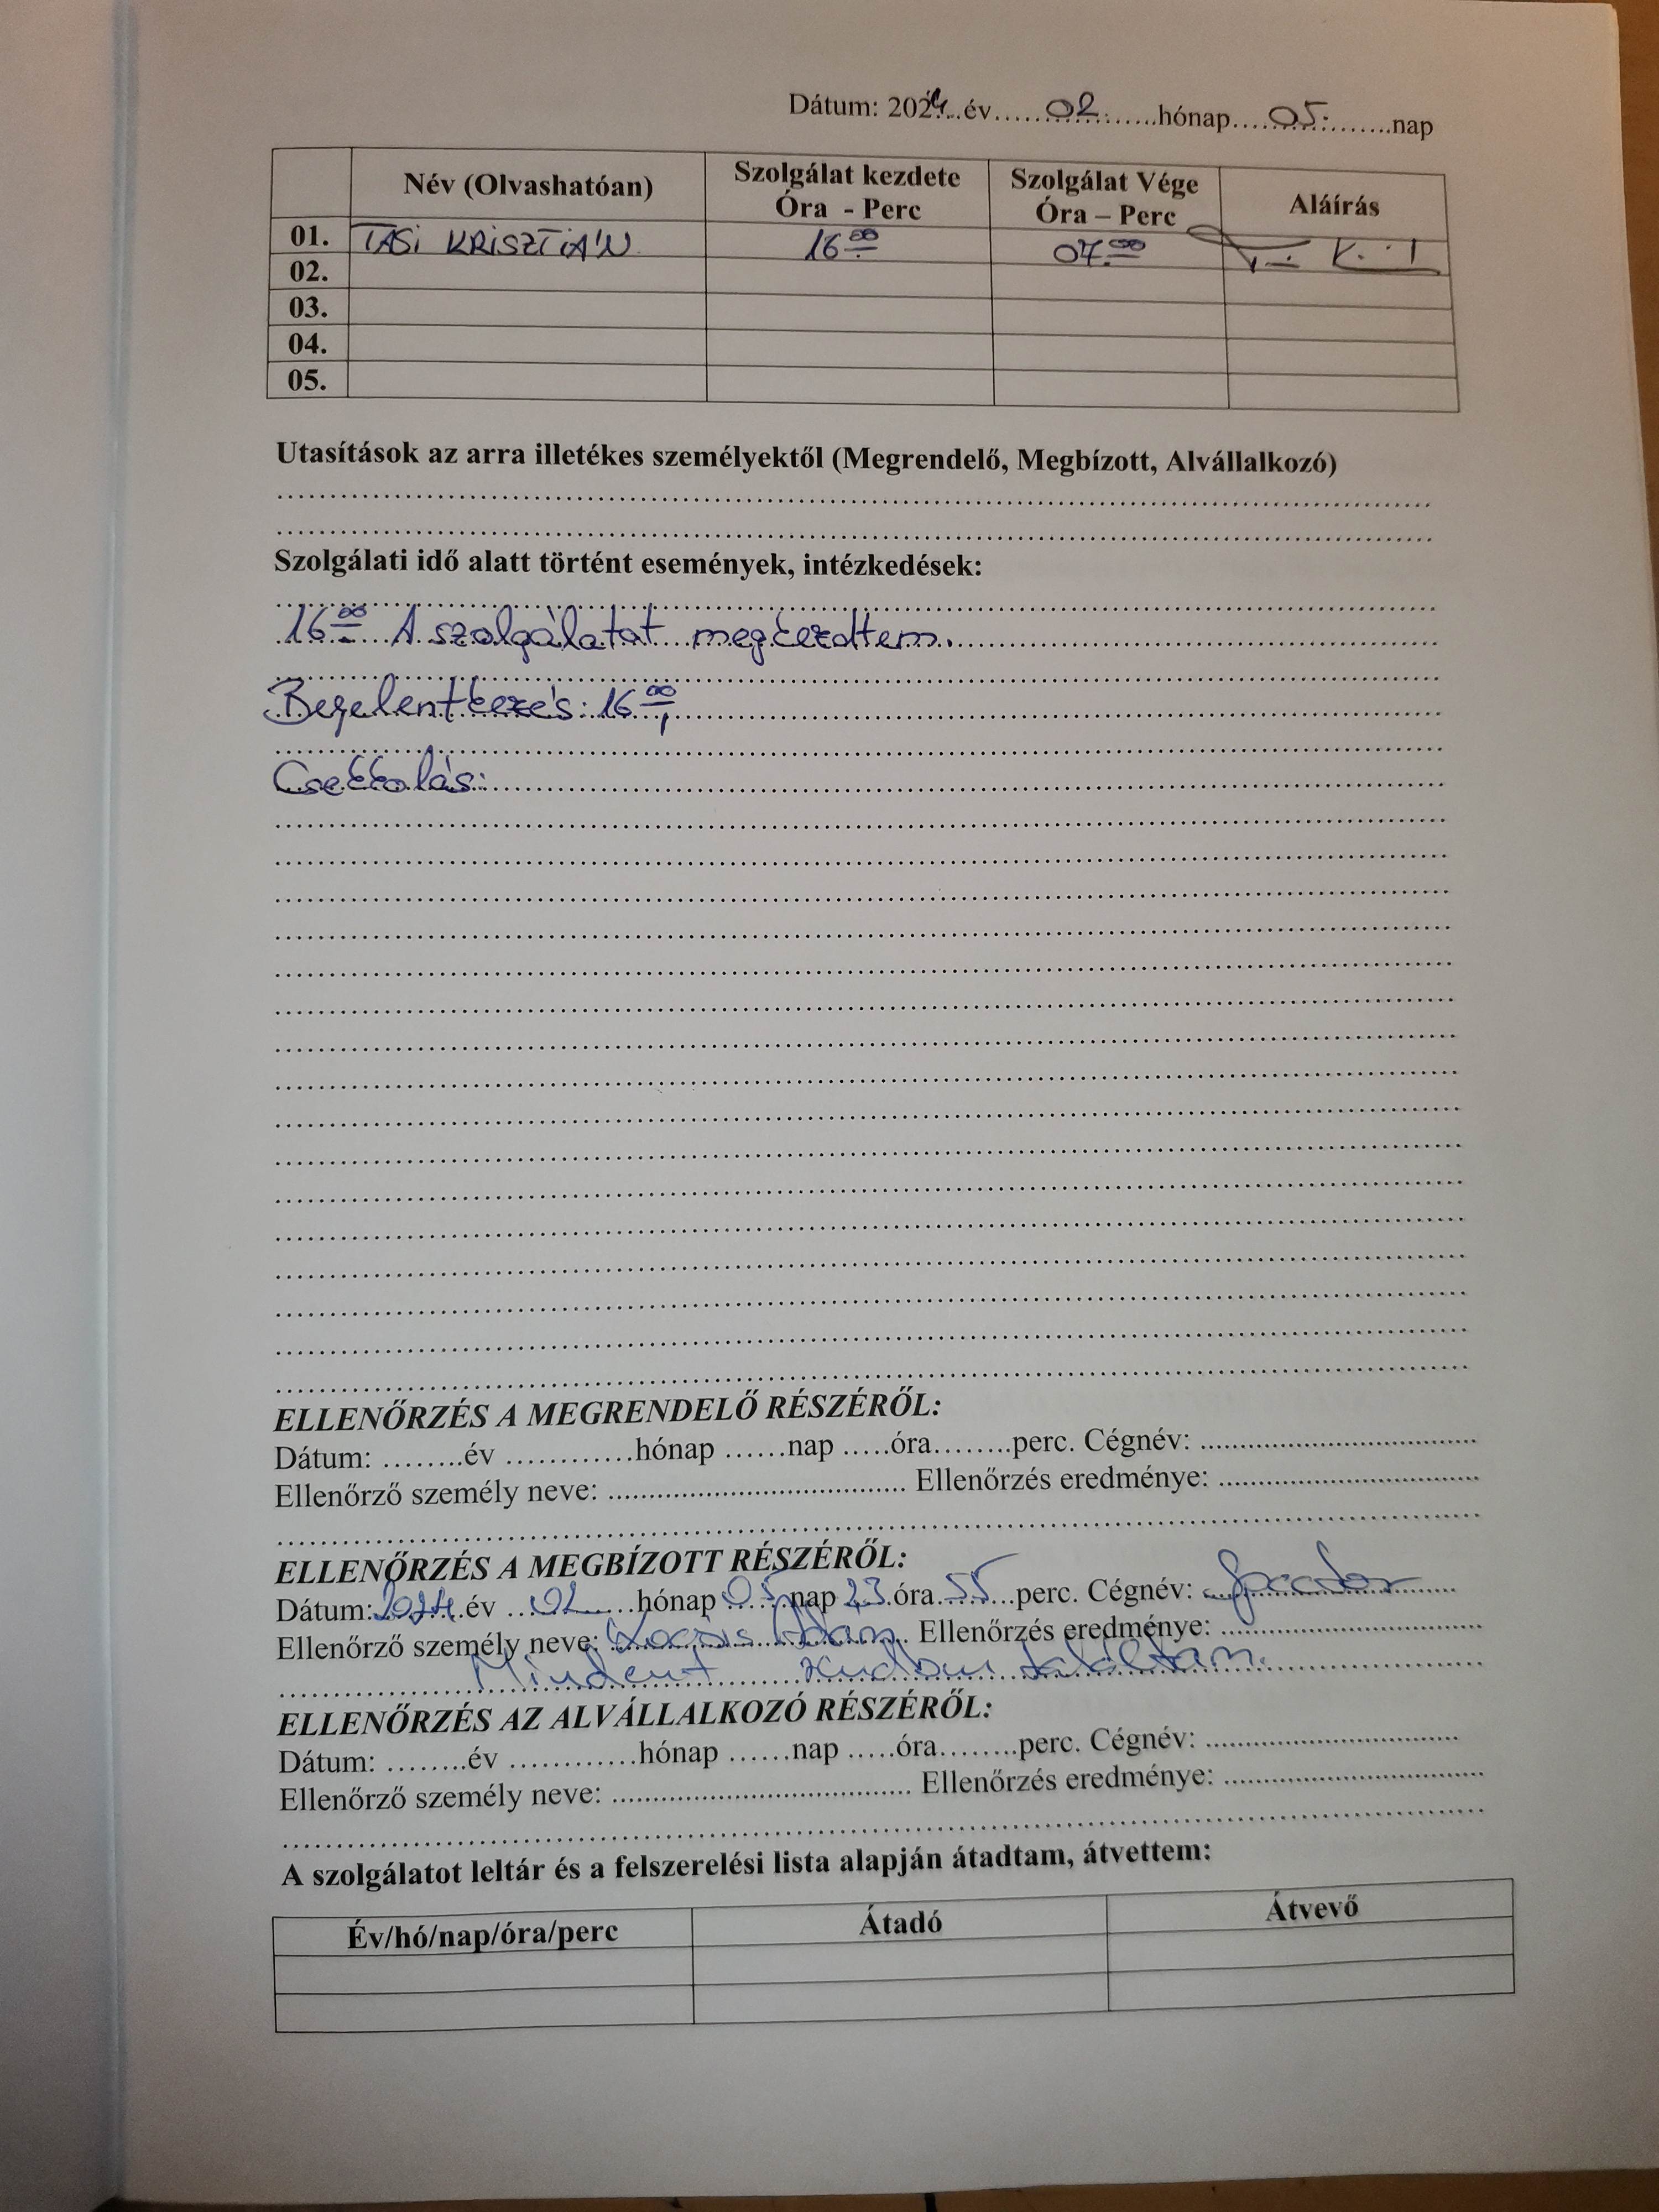 Dátum: 2024...év......02.......hónap....05........nap
Név (Olvashatóan) Szolgálat kezdete Óra - Perc Szolgálat Vége Óra – Perc Aláírás
01. TASI KRISZTIÁN 16 00 07.00
02.
03.
04.
05.
Utasítások az arra illetékes személyektől (Megrendelő, Megbízott, Alvállalkozó)
Szolgálati idő alatt történt események, intézkedések:
16 00 A szolgálatat megkezdtem.
Bejelentkezés: 16 00,
Csekkolás:
ELLENŐRZÉS A MEGRENDELŐ RÉSZÉRŐL:
Dátum: ........év ............hónap ......nap .....óra........perc. Cégnév: ..................................
Ellenőrző személy neve: .................................... Ellenőrzés eredménye: ................................
ELLENŐRZÉS A MEGBÍZOTT RÉSZÉRŐL:
Dátum: 2024 év 02 hónap 05 nap 23 óra 55 perc. Cégnév:
Ellenőrző személy neve: Kocsis Ádám Ellenőrzés eredménye:
Mindent rendben találtam.
ELLENŐRZÉS AZ ALVÁLLALKOZÓ RÉSZÉRŐL:
Dátum: ........év ............hónap ......nap .....óra........perc. Cégnév: ..................................
Ellenőrző személy neve: .................................... Ellenőrzés eredménye: ................................
A szolgálatot leltár és a felszerelési lista alapján átadtam, átvettem:
Év/hó/nap/óra/perc Átadó Átvevő